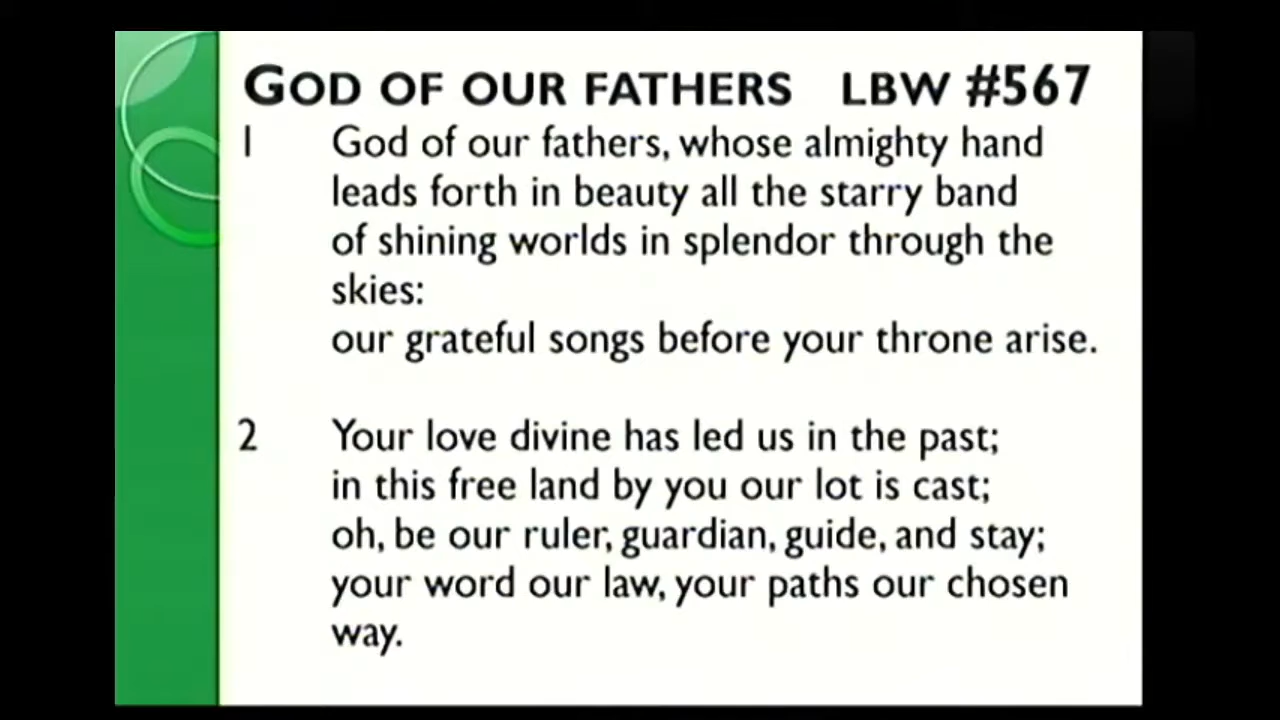 GOD OF OUR FATHERS LBW #567
1 God of our fathers, whose almighty hand
leads forth in beauty all the starry band
of shining worlds in splendor through the
skies:
our grateful songs before your throne arise.
2 Your love divine has led us in the past;
in this free land by you our lot is cast;
oh, be our ruler, guardian, guide, and stay;
your word our law, your paths our chosen
way.